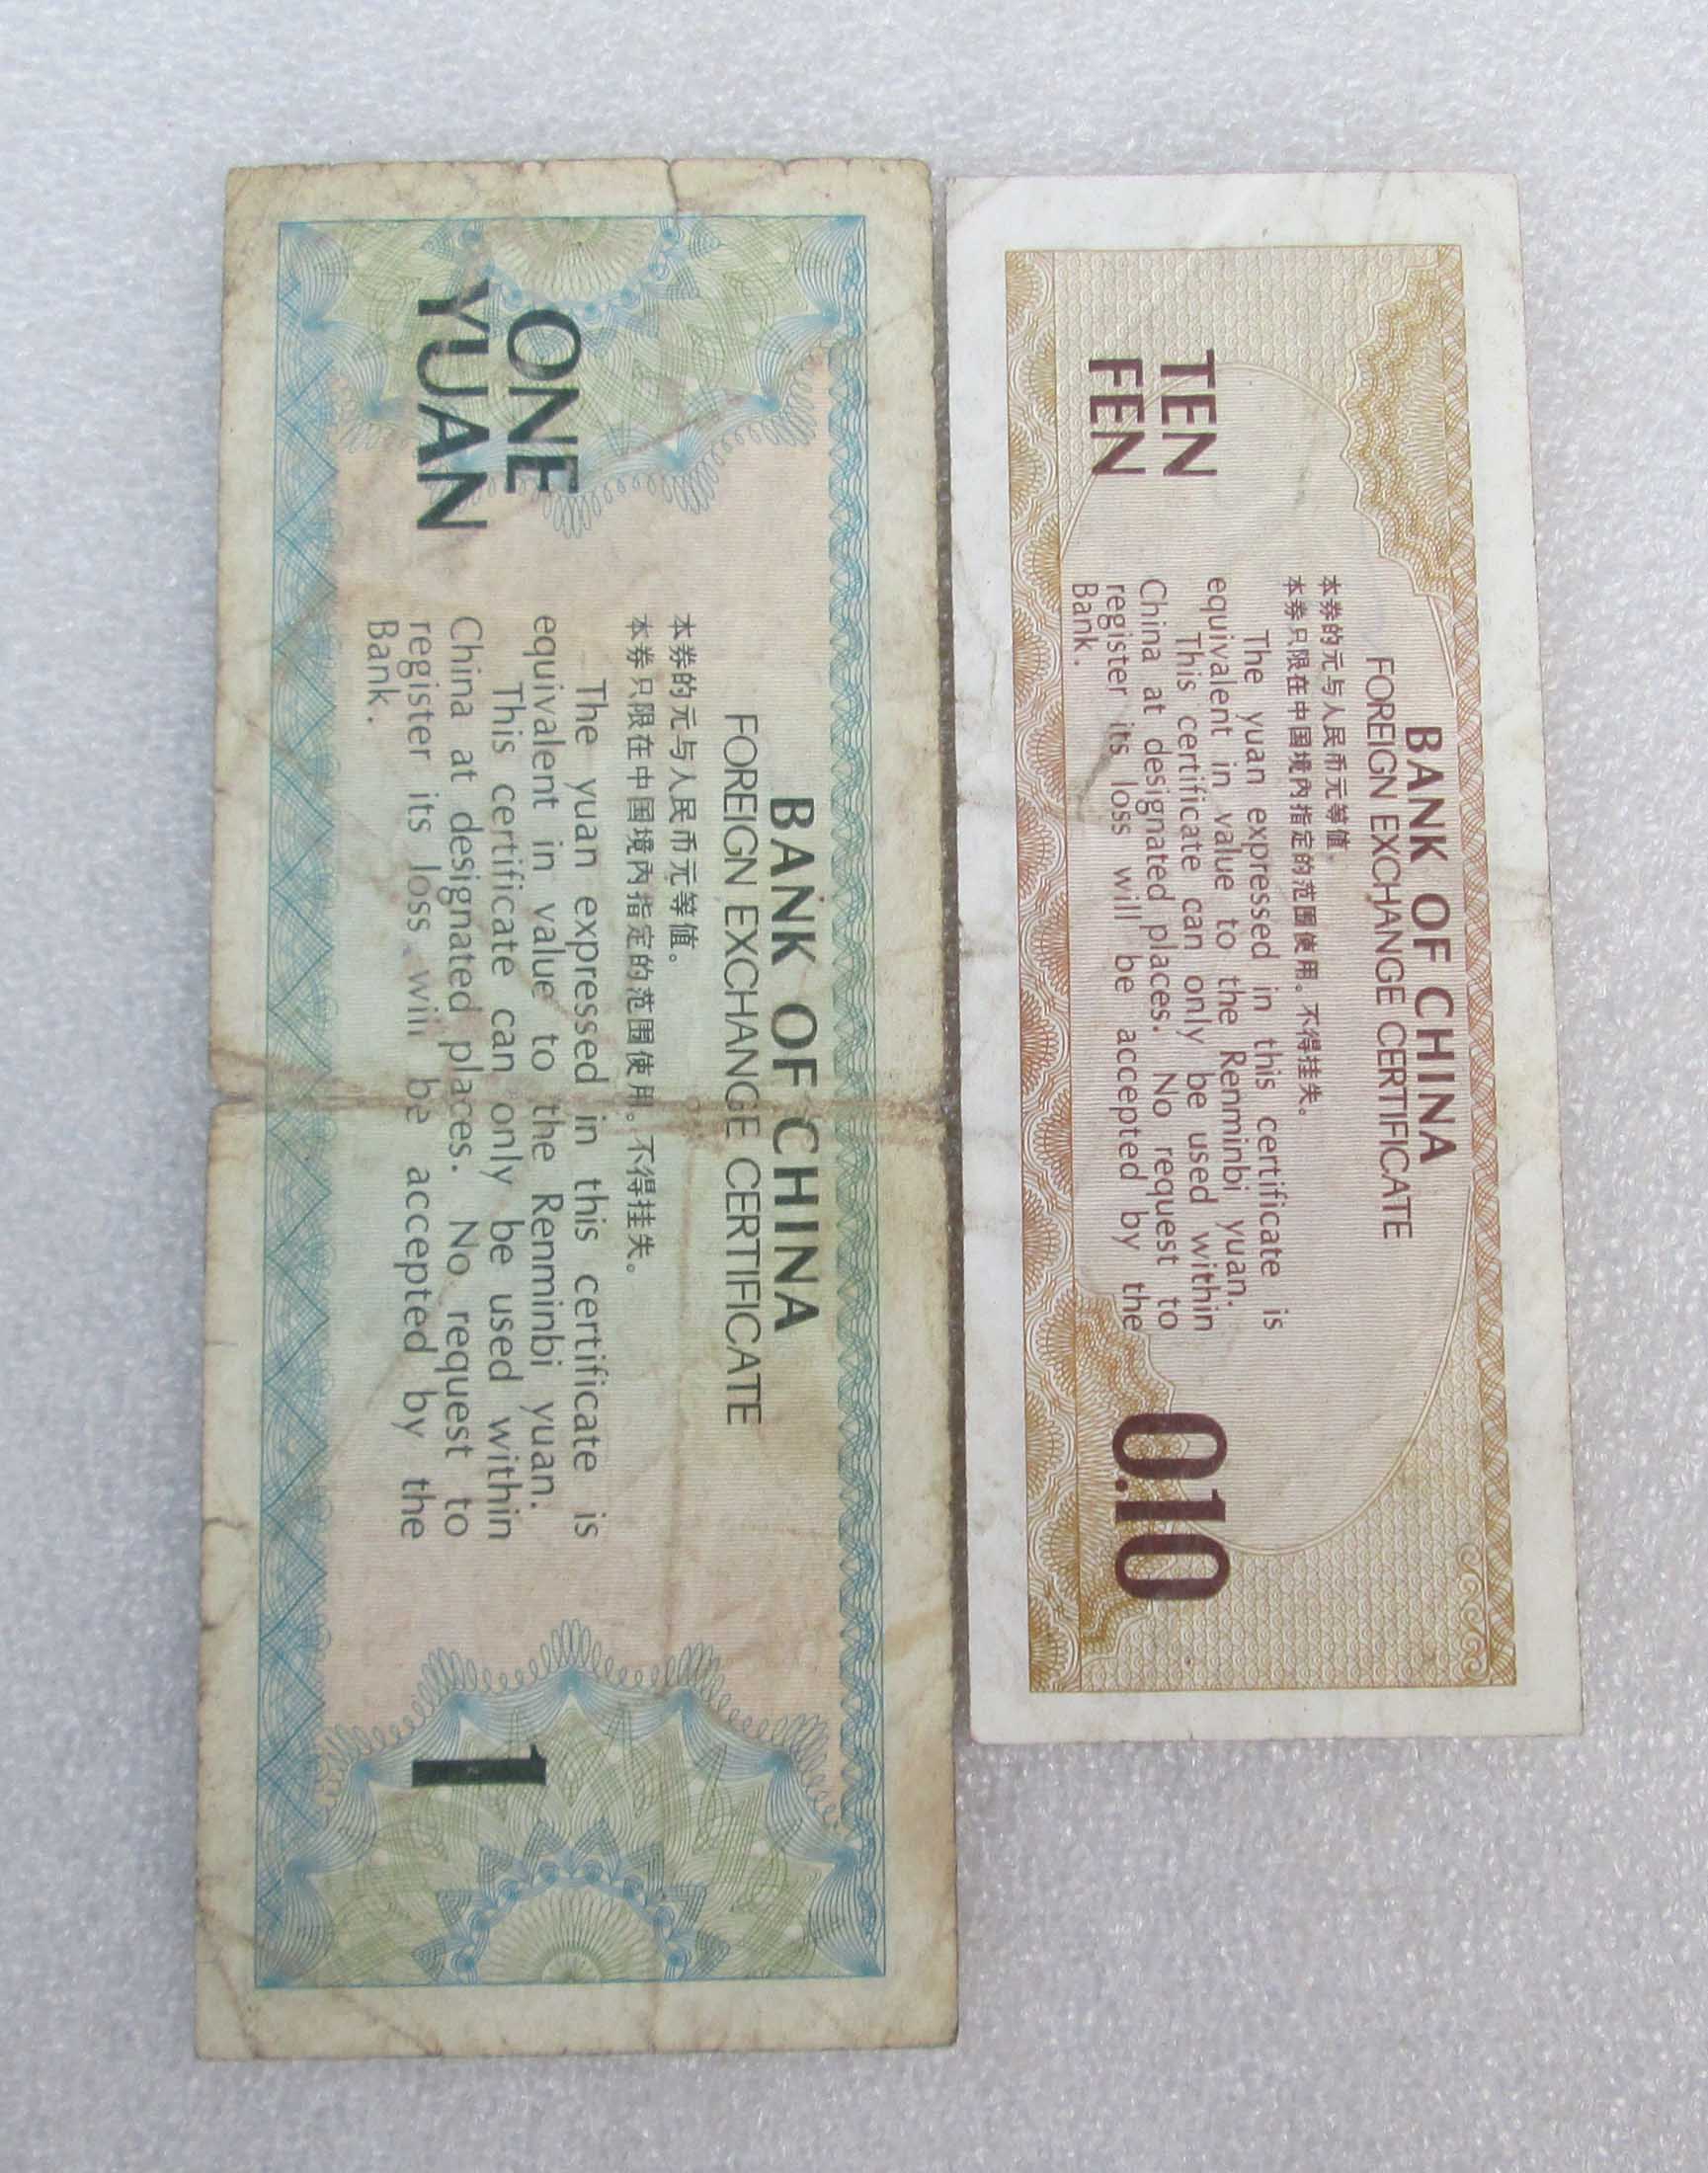 BANK OF CHINA
FOREIGN EXCHANGE CERTIFICATE
本券的元与人民币元等值。
本券只限在中国境内指定的范围使用。不得挂失。
The yuan expressed in this certificate is
equivalent in value to the Renminbi yuan.
This certificate can only be used within
China at designated places. No request to
register its loss will be accepted by the
Bank.
TEN
FEN
0.10
BANK OF CHINA
FOREIGN EXCHANGE CERTIFICATE
本券的元与人民币元等值。
本券只限在中国境内指定的范围使用。不得挂失。
The yuan expressed in this certificate is
equivalent in value to the Renminbi yuan.
This certificate can only be used within
China at designated places. No request to
register its loss will be accepted by the
Bank.
ONE
YUAN
1